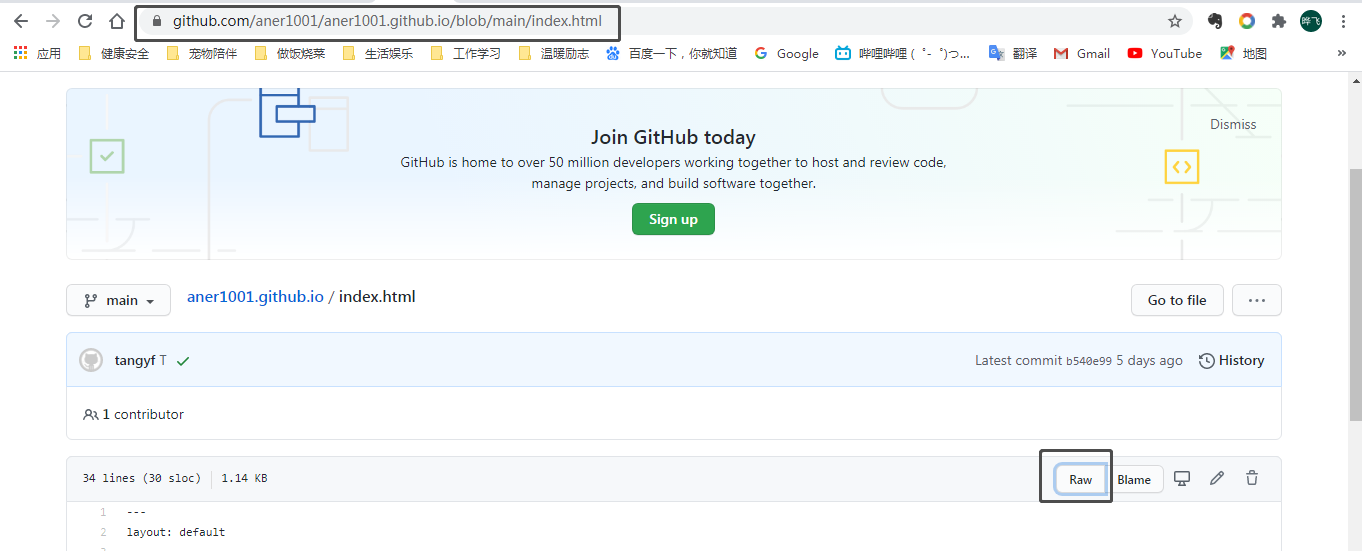 github.com/aner1001/aner1001.github.io/blob/main/index.html
应用 健康安全 宠物陪伴 做饭烧菜 生活娱乐 工作学习 温暖励志 百度一下，你就知道 Google 哔哩哔哩 (゜-゜)つ... 翻译 Gmail YouTube 地图 »
Join GitHub today
Dismiss
GitHub is home to over 50 million developers working together to host and review code,
manage projects, and build software together.
Sign up
main aner1001.github.io / index.html Go to file ...
tangyf T Latest commit b540e99 5 days ago History
1 contributor
34 lines (30 sloc) 1.14 KB Raw Blame
1 ---
2 layout: default